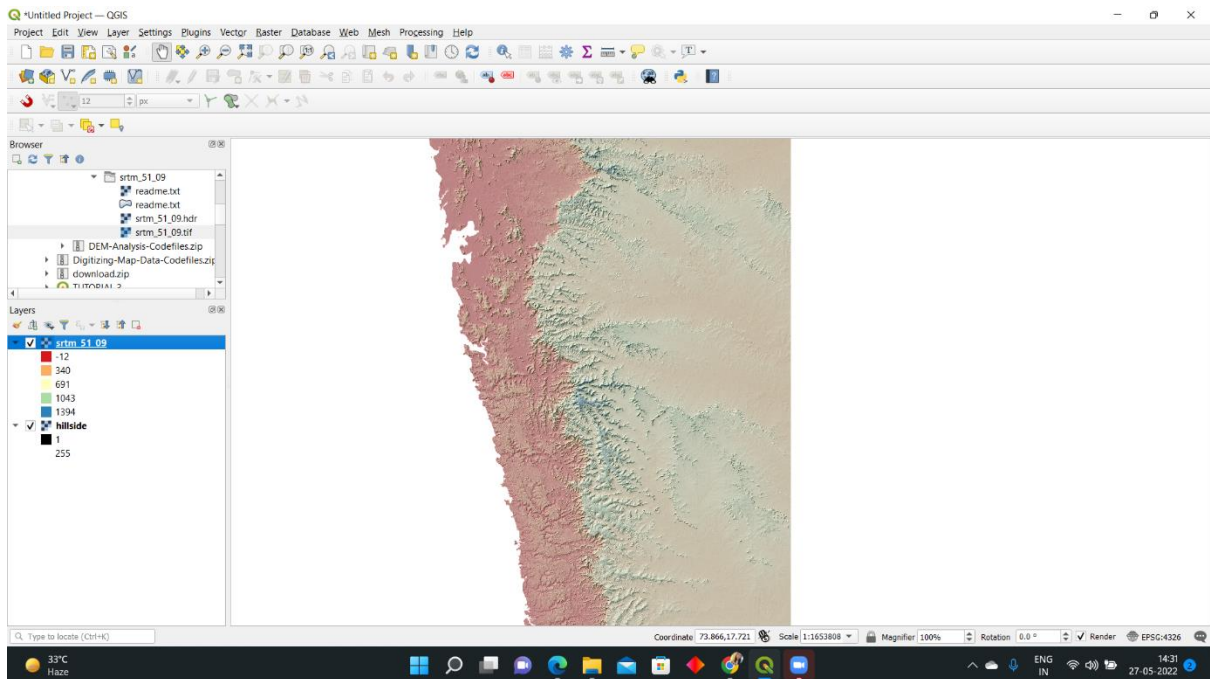 *Untitled Project — QGIS
Project Edit View Layer Settings Plugins Vector Raster Database Web Mesh Processing Help
12 px
Browser
srtm_51_09
readme.txt
readme.txt
srtm_51_09.hdr
srtm_51_09.tif
DEM-Analysis-Codefiles.zip
Digitizing-Map-Data-Codefiles.zip
download.zip
TUTORIAL 3
Layers
srtm_51_09
-12
340
691
1043
1394
hillside
1
255
Type to locate (Ctrl+K)
Coordinate 73.866,17.721 Scale 1:1653808 Magnifier 100% Rotation 0.0 ° Render EPSG:4326
33°C
Haze
ENG
IN
14:31
27-05-2022
2